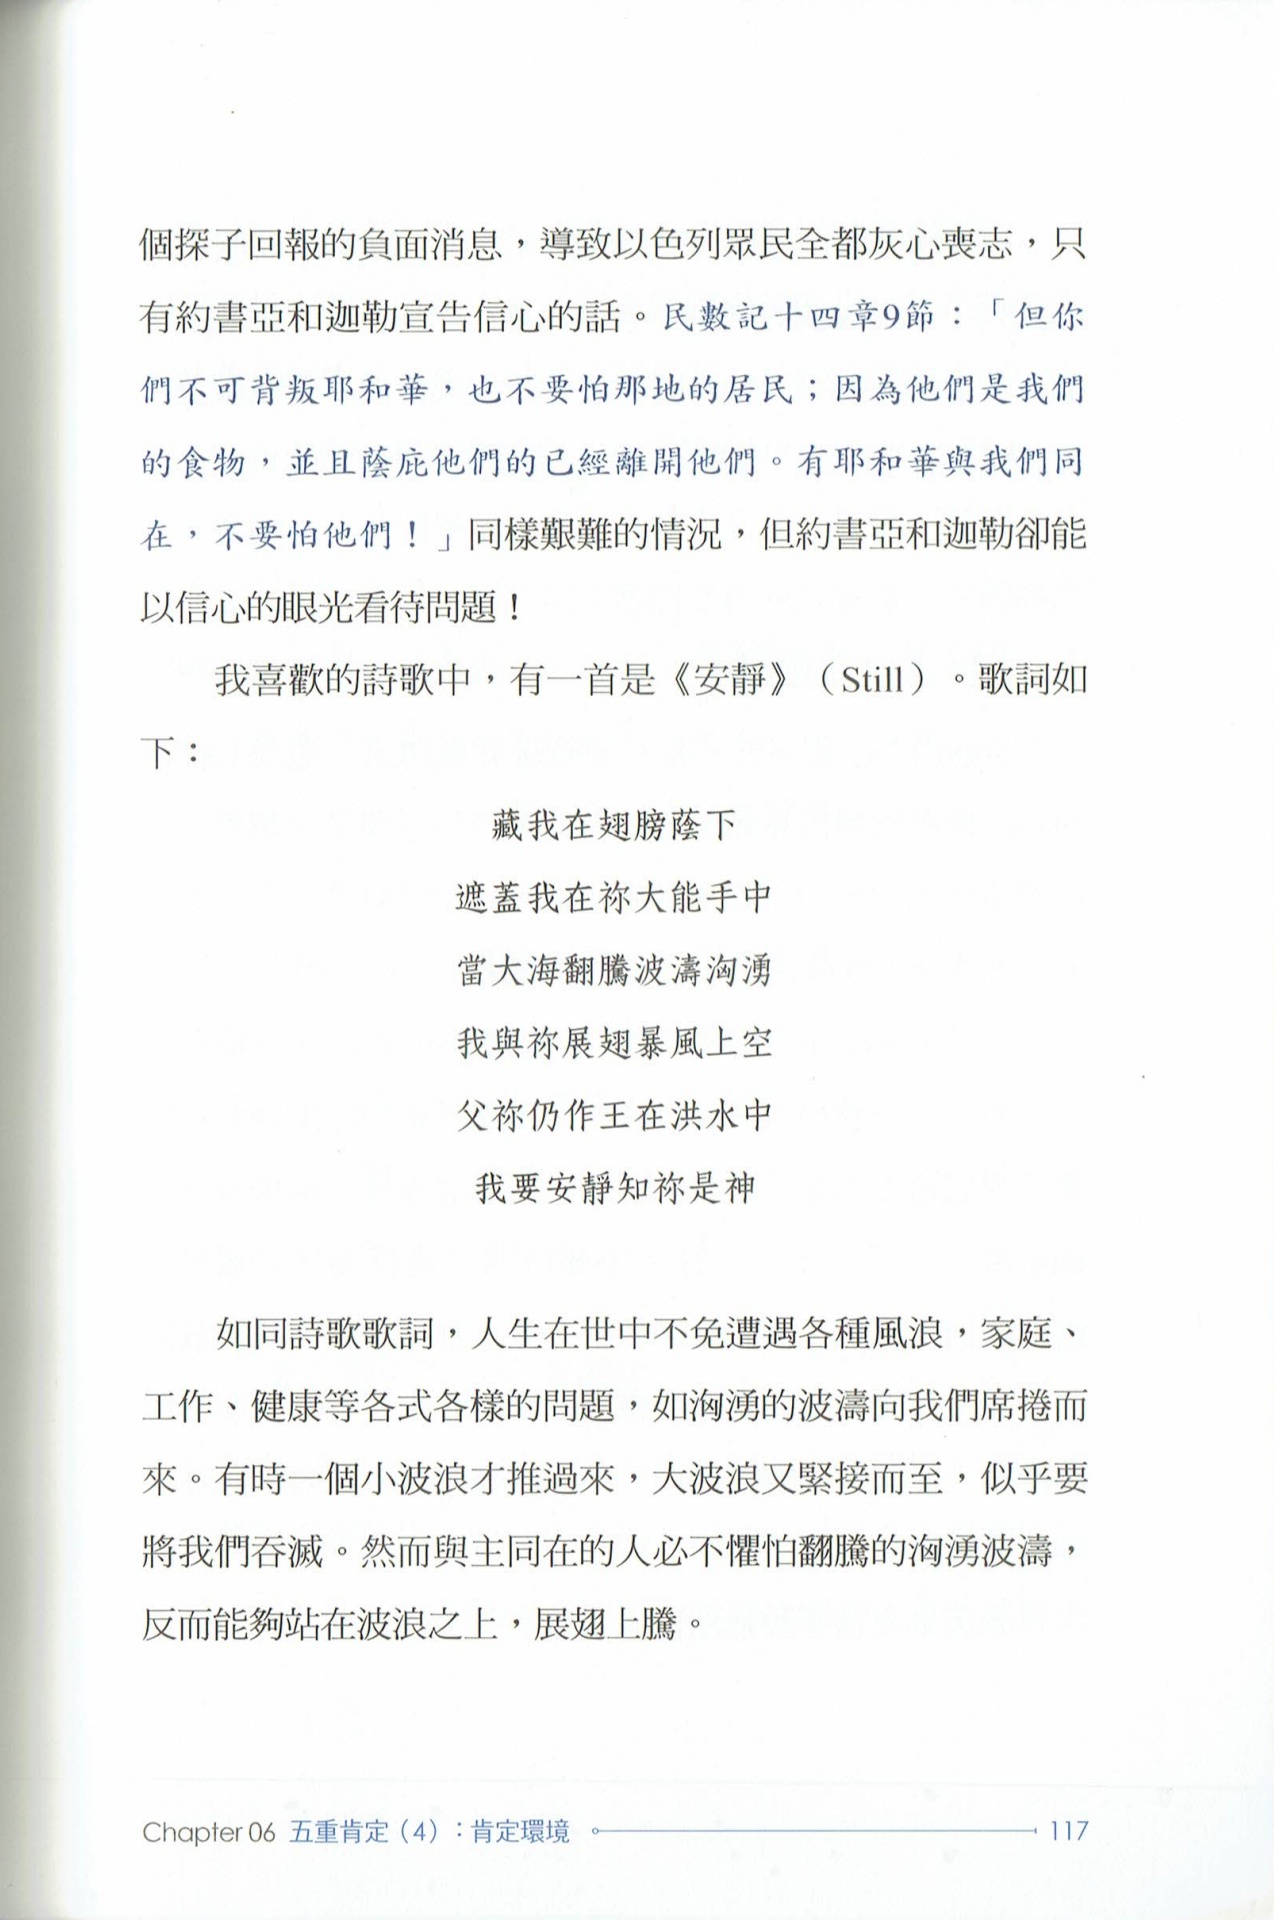 個探子回報的負面消息，導致以色列眾民全都灰心喪志，只
有約書亞和迦勒宣告信心的話。民數記十四章9節：「但你
們不可背叛耶和華，也不要怕那地的居民；因為他們是我們
的食物，並且蔭庇他們的已經離開他們。有耶和華與我們同
在，不要怕他們！」同樣艱難的情況，但約書亞和迦勒卻能
以信心的眼光看待問題！
我喜歡的詩歌中，有一首是《安靜》（Still）。歌詞如
下：
藏我在翅膀蔭下
遮蓋我在祢大能手中
當大海翻騰波濤洶湧
我與祢展翅暴風上空
父祢仍作王在洪水中
我要安靜知祢是神
如同詩歌歌詞，人生在世中不免遭遇各種風浪，家庭、
工作、健康等各式各樣的問題，如洶湧的波濤向我們席捲而
來。有時一個小波浪才推過來，大波浪又緊接而至，似乎要
將我們吞滅。然而與主同在的人必不懼怕翻騰的洶湧波濤，
反而能夠站在波浪之上，展翅上騰。
Chapter 06 五重肯定（4）：肯定環境 117